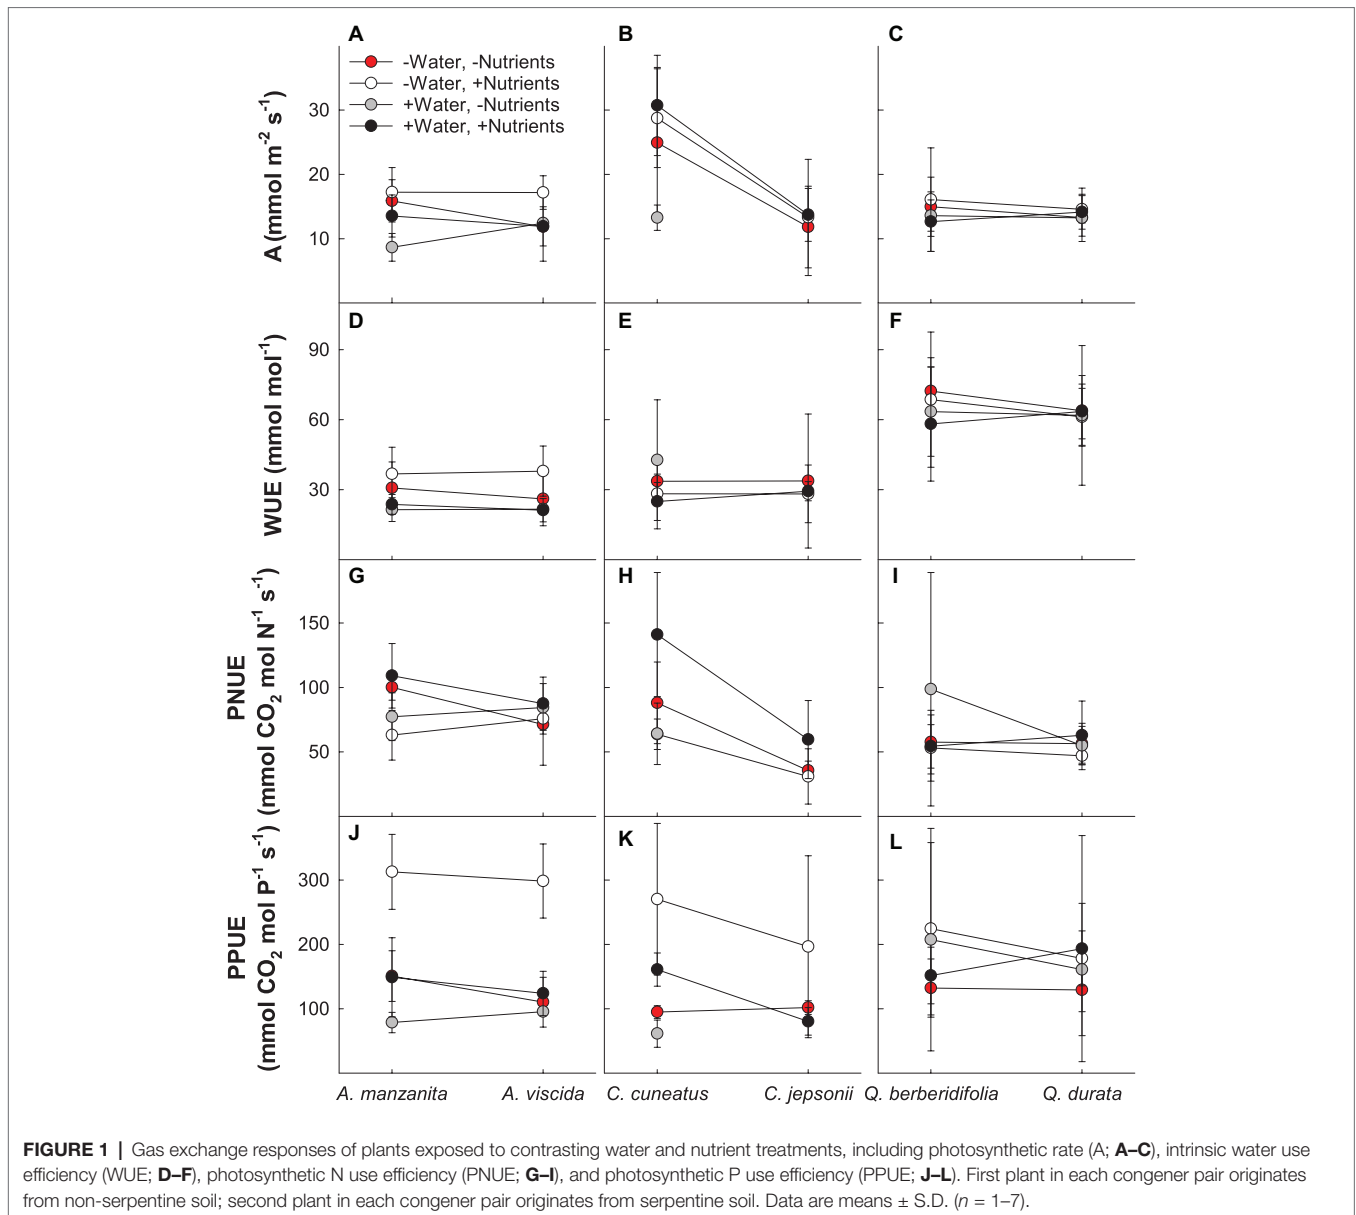 A
B
C
-Water, -Nutrients
-Water, +Nutrients
+Water, -Nutrients
+Water, +Nutrients
A (mmol m⁻² s⁻¹)
30
20
10
D
E
F
WUE (mmol mol⁻¹)
90
60
30
G
H
I
PNUE
(mmol CO₂ mol N⁻¹ s⁻¹)
150
100
50
J
K
L
PPUE
(mmol CO₂ mol P⁻¹ s⁻¹)
300
200
100
A. manzanita A. viscida C. cuneatus C. jepsonii Q. berberidifolia Q. durata
FIGURE 1 | Gas exchange responses of plants exposed to contrasting water and nutrient treatments, including photosynthetic rate (A; A–C), intrinsic water use
efficiency (WUE; D–F), photosynthetic N use efficiency (PNUE; G–I), and photosynthetic P use efficiency (PPUE; J–L). First plant in each congener pair originates
from non-serpentine soil; second plant in each congener pair originates from serpentine soil. Data are means ± S.D. (n = 1–7).